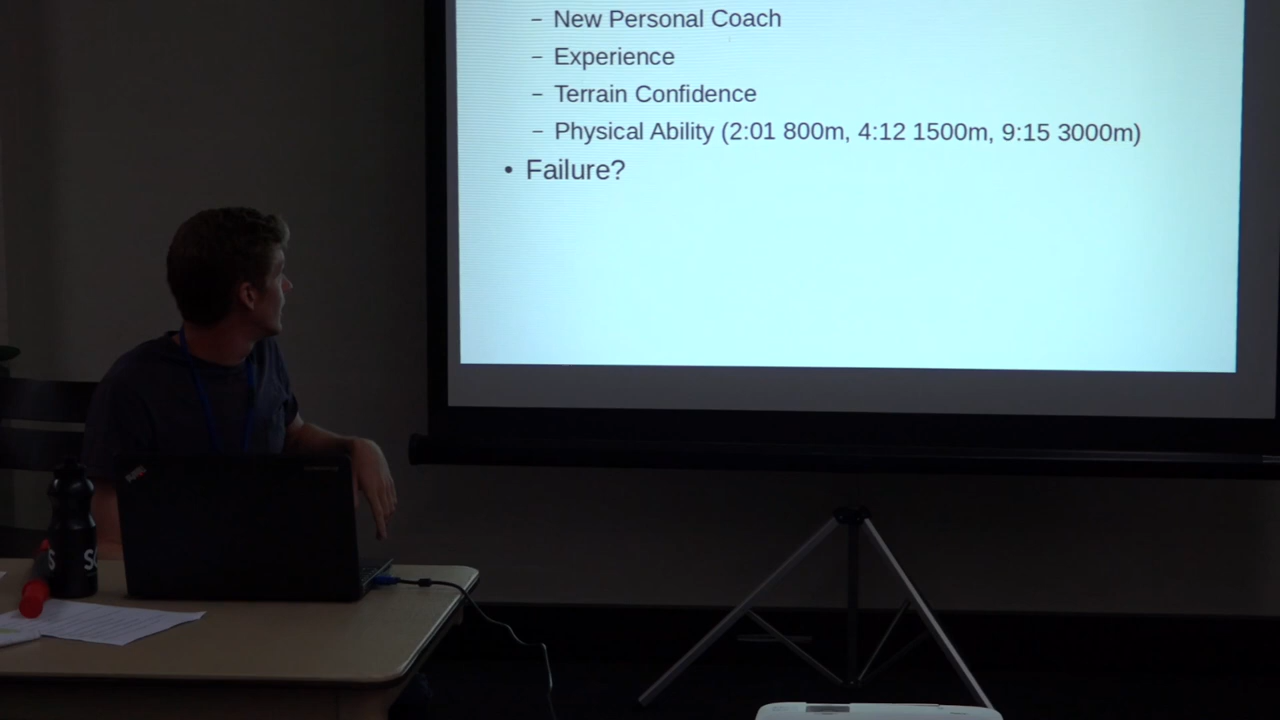 – New Personal Coach
– Experience
– Terrain Confidence
– Physical Ability (2:01 800m, 4:12 1500m, 9:15 3000m)
• Failure?